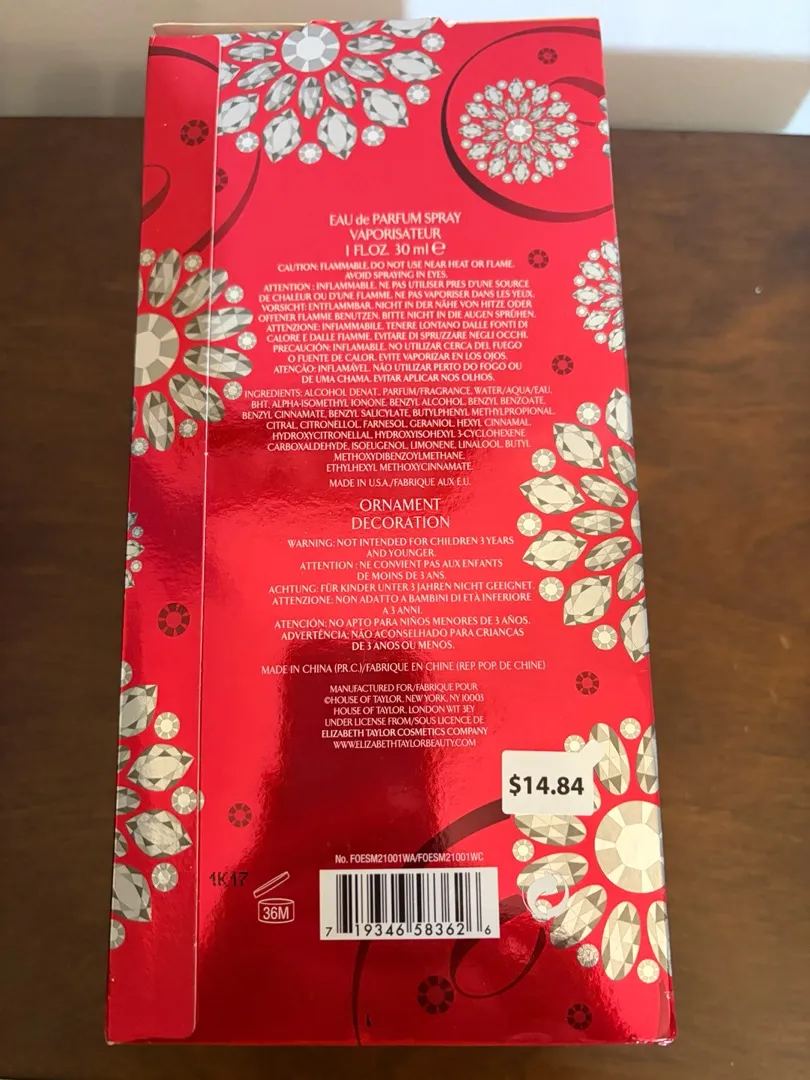 EAU de PARFUM SPRAY
VAPORISATEUR
1 FL.OZ. 30 ml ℮
CAUTION: FLAMMABLE. DO NOT USE NEAR HEAT OR FLAME.
AVOID SPRAYING IN EYES.
ATTENTION : INFLAMMABLE. NE PAS UTILISER PRES D'UNE SOURCE
DE CHALEUR OU D'UNE FLAMME. NE PAS VAPORISER DANS LES YEUX.
VORSICHT: ENTFLAMMBAR. NICHT IN DER NÄHE VON HITZE ODER
OFFENER FLAMME BENUTZEN. BITTE NICHT IN DIE AUGEN SPRÜHEN.
ATTENZIONE: INFIAMMABILE. TENERE LONTANO DALLE FONTI DI
CALORE E DALLE FIAMME. EVITARE DI SPRUZZARE NEGLI OCCHI.
PRECAUCIÓN: INFLAMABLE. NO UTILIZAR CERCA DEL FUEGO
O FUENTE DE CALOR. EVITE VAPORIZAR EN LOS OJOS.
ATENÇÃO: INFLAMÁVEL. NÃO UTILIZAR PERTO DO FOGO OU
DE UMA CHAMA. EVITAR APLICAR NOS OLHOS.
INGREDIENTS: ALCOHOL DENAT., PARFUM/FRAGRANCE, WATER/AQUA/EAU,
BHT, ALPHA-ISOMETHYL IONONE, BENZYL ALCOHOL, BENZYL BENZOATE,
BENZYL CINNAMATE, BENZYL SALICYLATE, BUTYLPHENYL METHYLPROPIONAL,
CITRAL, CITRONELLOL, FARNESOL, GERANIOL, HEXYL CINNAMAL,
HYDROXYCITRONELLAL, HYDROXYISOHEXYL 3-CYCLOHEXENE
CARBOXALDEHYDE, ISOEUGENOL, LIMONENE, LINALOOL, BUTYL
METHOXYDIBENZOYLMETHANE,
ETHYLHEXYL METHOXYCINNAMATE.
MADE IN U.S.A./FABRIQUE AUX E.U.
ORNAMENT
DECORATION
WARNING: NOT INTENDED FOR CHILDREN 3 YEARS
AND YOUNGER.
ATTENTION : NE CONVIENT PAS AUX ENFANTS
DE MOINS DE 3 ANS.
ACHTUNG: FÜR KINDER UNTER 3 JAHREN NICHT GEEIGNET.
ATTENZIONE: NON ADATTO A BAMBINI DI ETÀ INFERIORE
A 3 ANNI.
ATENCIÓN: NO APTO PARA NIÑOS MENORES DE 3 AÑOS.
ADVERTÊNCIA: NÃO ACONSELHADO PARA CRIANÇAS
DE 3 ANOS OU MENOS.
MADE IN CHINA (P.R.C.)/FABRIQUE EN CHINE (REP. POP. DE CHINE)
MANUFACTURED FOR/FABRIQUE POUR
©HOUSE OF TAYLOR, NEW YORK, NY 10003
HOUSE OF TAYLOR, LONDON W1T 3EY
UNDER LICENSE FROM/SOUS LICENCE DE
ELIZABETH TAYLOR COSMETICS COMPANY
WWW.ELIZABETHTAYLORBEAUTY.COM
$14.84
No. F0ESM21001WA/F0ESM21001WC
1K17
36M
7 19346 58362 6